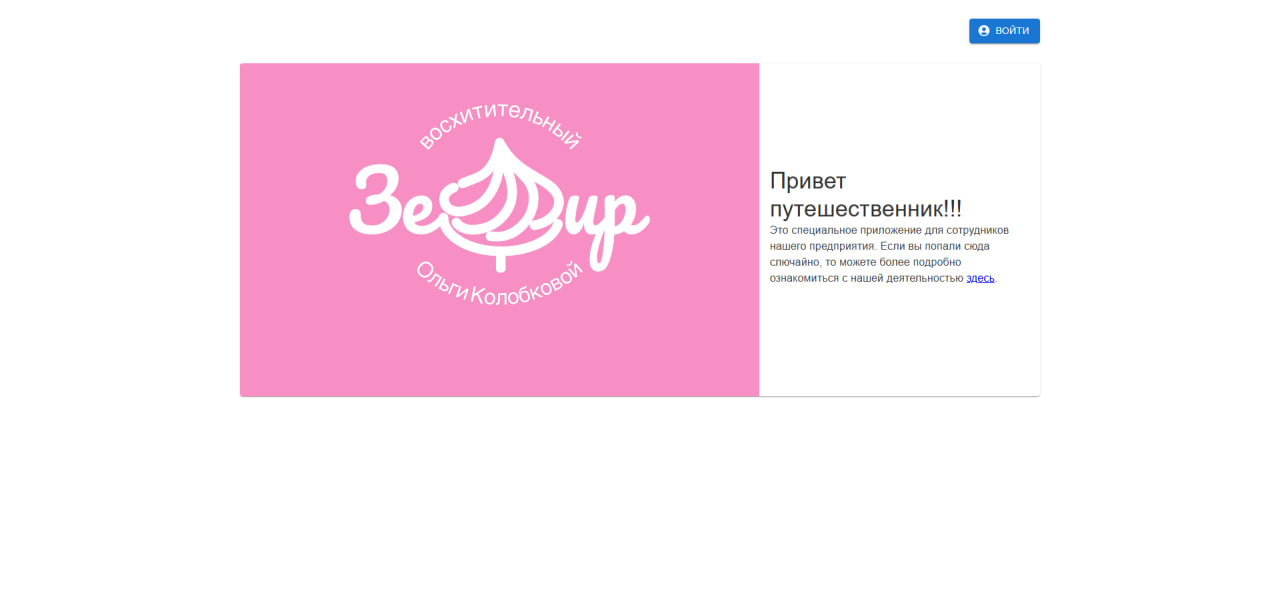 ВОЙТИ
восхитительный
Зефир
Ольги Колобковой
Привет
путешественник!!!
Это специальное приложение для сотрудников
нашего предприятия. Если вы попали сюда
слючайно, то можете более подробно
ознакомиться с нашей деятельностью здесь.